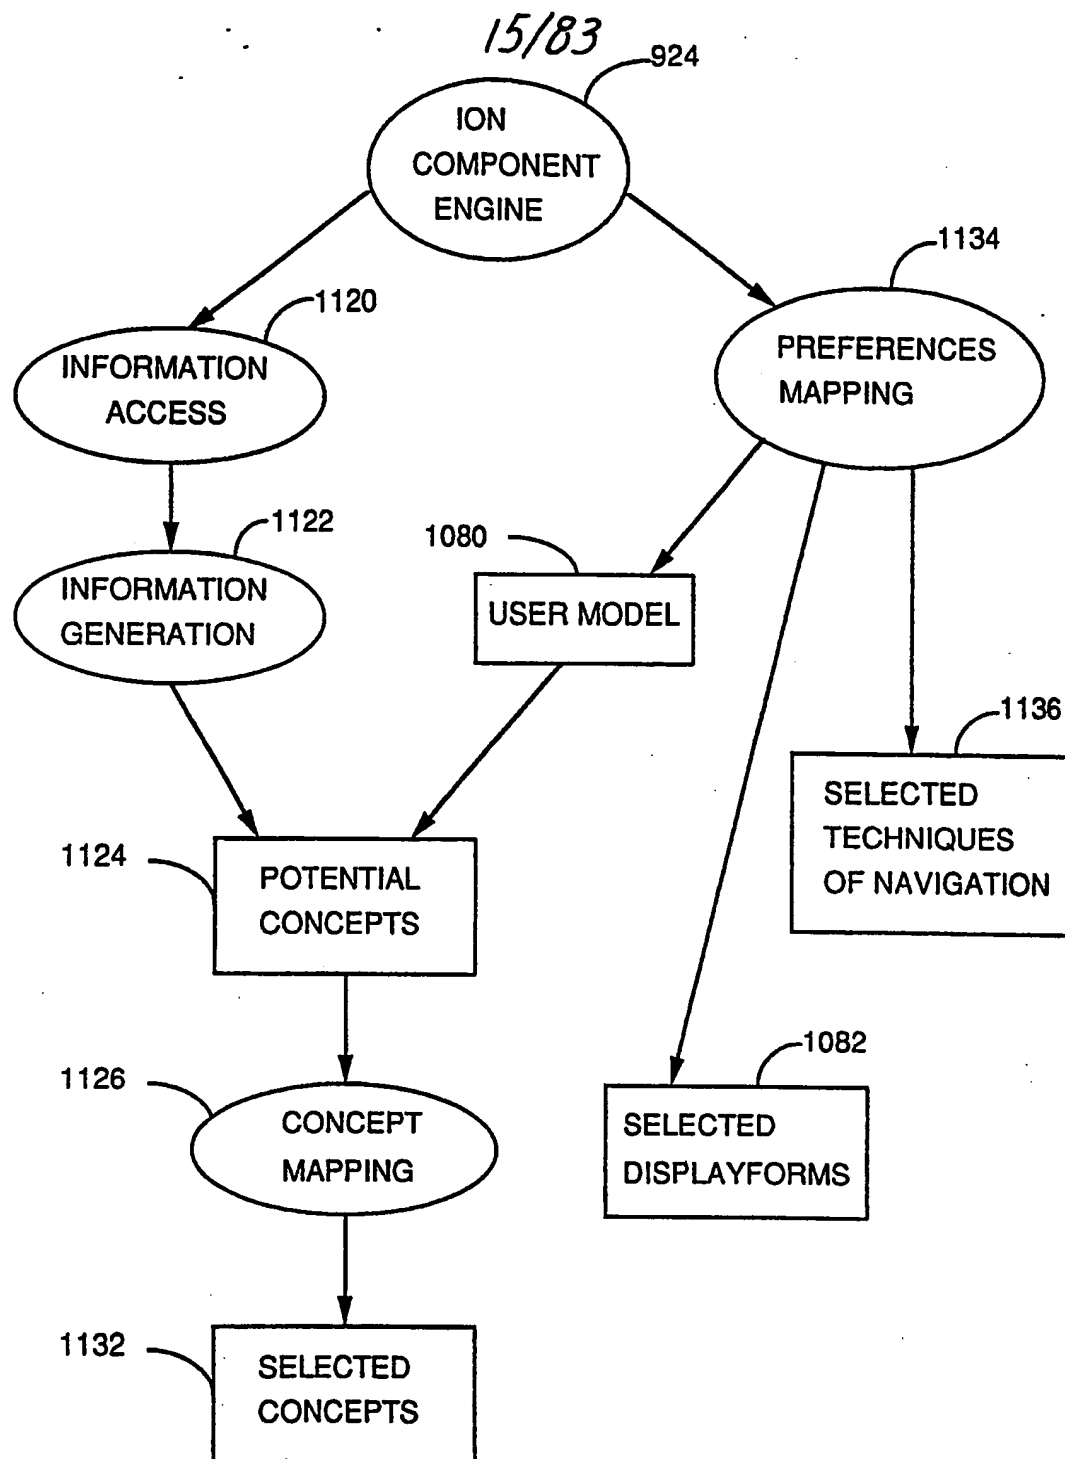 15/83
924
ION
COMPONENT
ENGINE
1134
1120
PREFERENCES
MAPPING
INFORMATION
ACCESS
1122
1080
INFORMATION
GENERATION
USER MODEL
1136
SELECTED
TECHNIQUES
OF NAVIGATION
1124
POTENTIAL
CONCEPTS
1082
1126
CONCEPT
MAPPING
SELECTED
DISPLAYFORMS
1132
SELECTED
CONCEPTS